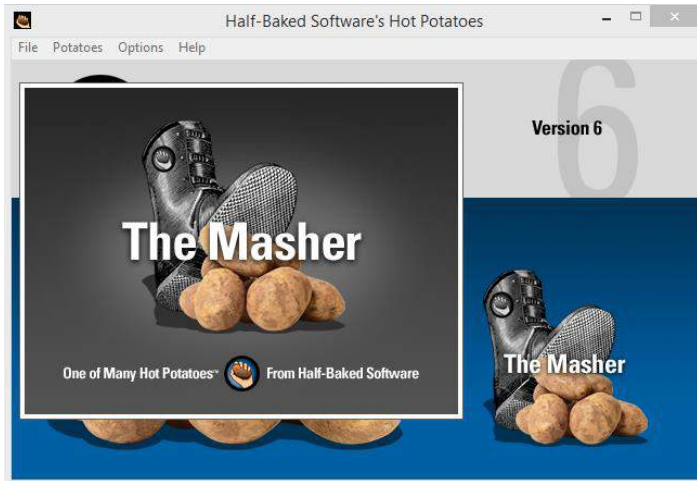 Half-Baked Software's Hot Potatoes
File Potatoes Options Help
6
Version 6
The Masher
One of Many Hot Potatoes™ From Half-Baked Software
The Masher